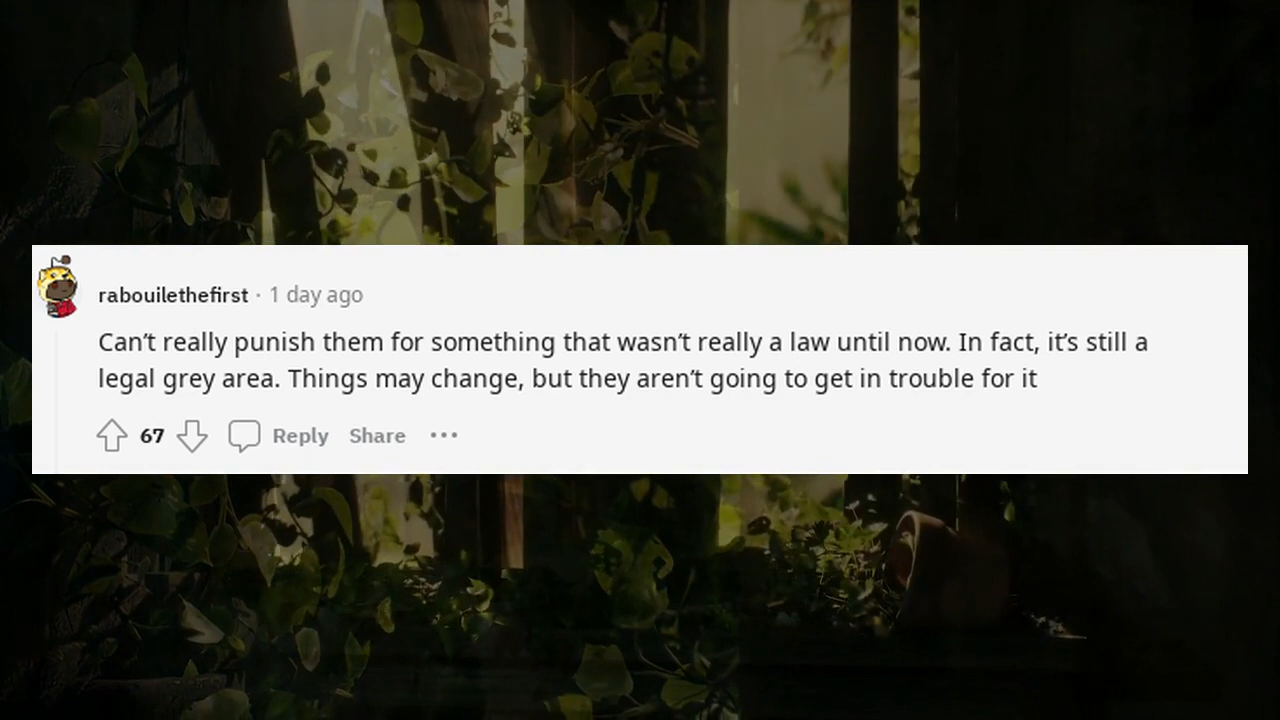 rabouilethefirst · 1 day ago
Can’t really punish them for something that wasn’t really a law until now. In fact, it’s still a
legal grey area. Things may change, but they aren’t going to get in trouble for it
67 Reply Share •••